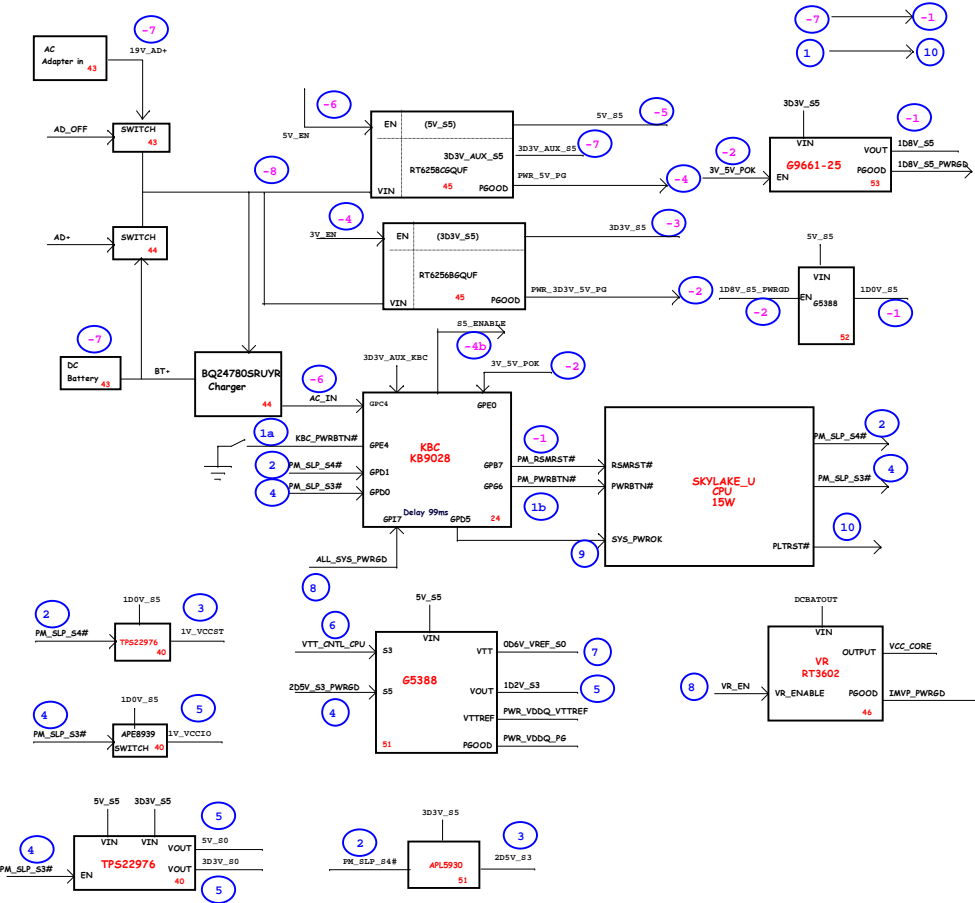 -7
-1
1
10
-7
19V_AD+
AC
Adapter in
43
AD_OFF
SWITCH
43
-8
AD+
SWITCH
44
-7
DC
Battery
43
BT+
BQ24780SRUYR
Charger
44
-6
AC_IN
-6
5V_EN
EN
(5V_S5)
3D3V_AUX_S5
RT6258CGQUF
45
VIN
PGOOD
5V_S5
-5
3D3V_AUX_S5
-7
PWR_5V_PG
-4
-4
3V_EN
EN
(3D3V_S5)
RT6256BGQUF
45
VIN
PGOOD
3D3V_S5
-3
PWR_3D3V_5V_PG
-2
3D3V_S5
VIN
-2
3V_5V_POK
EN
G9661-25
VOUT
PGOOD
53
-1
1D8V_S5
1D8V_S5_PWRGD
5V_S5
VIN
1D8V_S5_PWRGD
-2
EN
G5388
52
1D0V_S5
-1
S5_ENABLE
-4b
3D3V_AUX_KBC
3V_5V_POK
-2
GPC4
GPE0
1a
KBC_PWRBTN#
GPE4
2
PM_SLP_S4#
GPD1
4
PM_SLP_S3#
GPD0
KBC
KB9028
Delay 99ms
24
GPI7
GPD5
GPB7
GPG6
-1
PM_RSMRST#
PM_PWRBTN#
1b
ALL_SYS_PWRGD
8
9
RSMRST#
PWRBTN#
SYS_PWROK
SKYLAKE_U
CPU
15W
PLTRST#
PM_SLP_S4#
2
PM_SLP_S3#
4
10
1D0V_S5
2
PM_SLP_S4#
TPS22976
40
3
1V_VCCST
1D0V_S5
4
PM_SLP_S3#
APE8939
SWITCH
40
5
1V_VCCIO
5V_S5
VIN
6
VTT_CNTL_CPU
S3
2D5V_S3_PWRGD
S5
4
G5388
51
VTT
VOUT
VTTREF
PGOOD
0D6V_VREF_S0
7
1D2V_S3
5
PWR_VDDQ_VTTREF
PWR_VDDQ_PG
DCBATOUT
VIN
OUTPUT
VCC_CORE
VR
RT3602
8
VR_EN
VR_ENABLE
PGOOD
IMVP_PWRGD
46
5V_S5
3D3V_S5
VIN
VIN
4
PM_SLP_S3#
EN
TPS22976
40
VOUT
VOUT
5
5V_S0
3D3V_S0
5
3D3V_S5
2
PM_SLP_S4#
APL5930
51
3
2D5V_S3